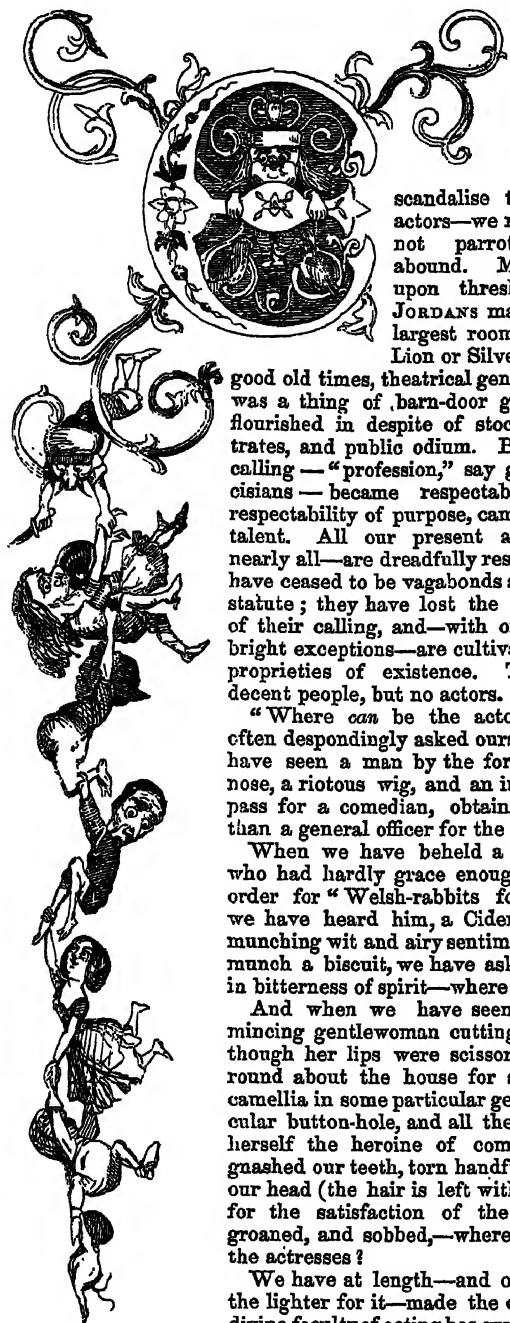 scandalise t
actors—we
not parrot
abound. M
upon thresh
JORDANS ma
largest room
Lion or Silve
good old times, theatrical gen
was a thing of barn-door g
flourished in despite of stoc
trates, and public odium. B
calling — "profession," say g
cisians — became respectab
respectability of purpose, cam
talent. All our present a
nearly all—are dreadfully res
have ceased to be vagabonds a
statute; they have lost the
of their calling, and—with o
bright exceptions—are cultiva
proprieties of existence. T
decent people, but no actors.
"Where can be the acto
often despondingly asked ours
have seen a man by the for
nose, a riotous wig, and an i
pass for a comedian, obtain
than a general officer for the
When we have beheld a
who had hardly grace enoug
order for "Welsh-rabbits fo
we have heard him, a Cider
munching wit and airy sentim
munch a biscuit, we have ask
in bitterness of spirit—where
And when we have seen
mincing gentlewoman cutting
though her lips were scissor
round about the house for a
camellia in some particular ge
cular button-hole, and all the
herself the heroine of com
gnashed our teeth, torn handf
our head (the hair is left with
for the satisfaction of the
groaned, and sobbed,—where
the actresses?
We have at length—and o
the lighter for it—made the